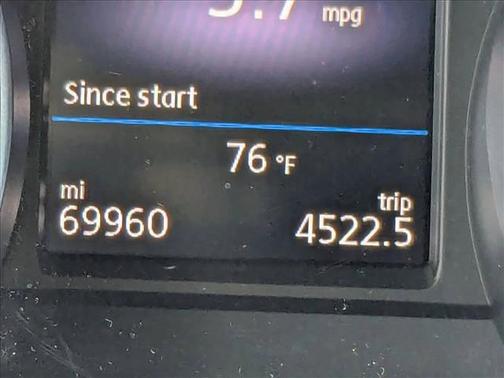 mpg
Since start
76 °F
mi trip
69960 4522.5